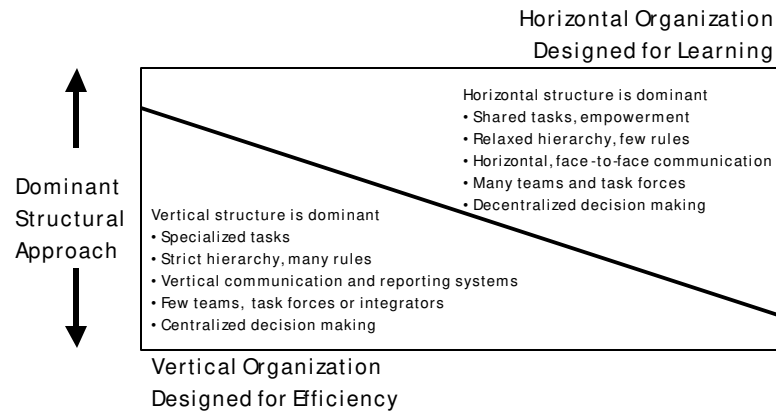 Horizontal Organization
Designed for Learning
Horizontal structure is dominant
• Shared tasks, empowerment
• Relaxed hierarchy, few rules
• Horizontal, face-to-face communication
• Many teams and task forces
• Decentralized decision making
Dominant
Structural
Approach
Vertical structure is dominant
• Specialized tasks
• Strict hierarchy, many rules
• Vertical communication and reporting systems
• Few teams, task forces or integrators
• Centralized decision making
Vertical Organization
Designed for Efficiency